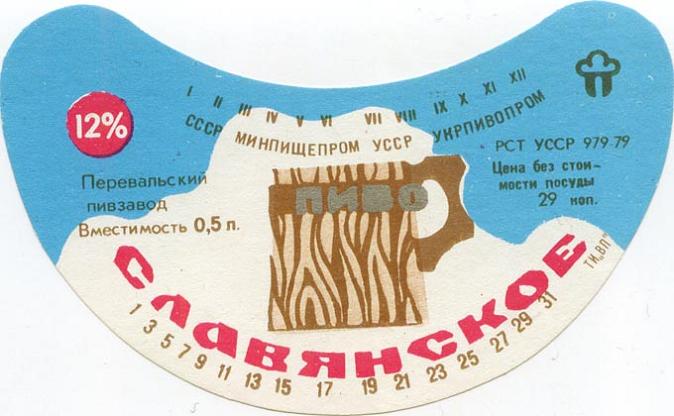 I II III IV V VI VII VIII IX X XI XII
СССР МИНПИЩЕПРОМ УССР УКРПИВОПРОМ
12%
Перевальский
пивзавод
Вместимость 0,5 л.
ПИВО
РСТ УССР 979-79
Цена без стои-
мости посуды
29 коп.
СЛАВЯНСКОЕ
ТИ„ВП"
1 3 5 7 9 11 13 15 17 19 21 23 25 27 29 31